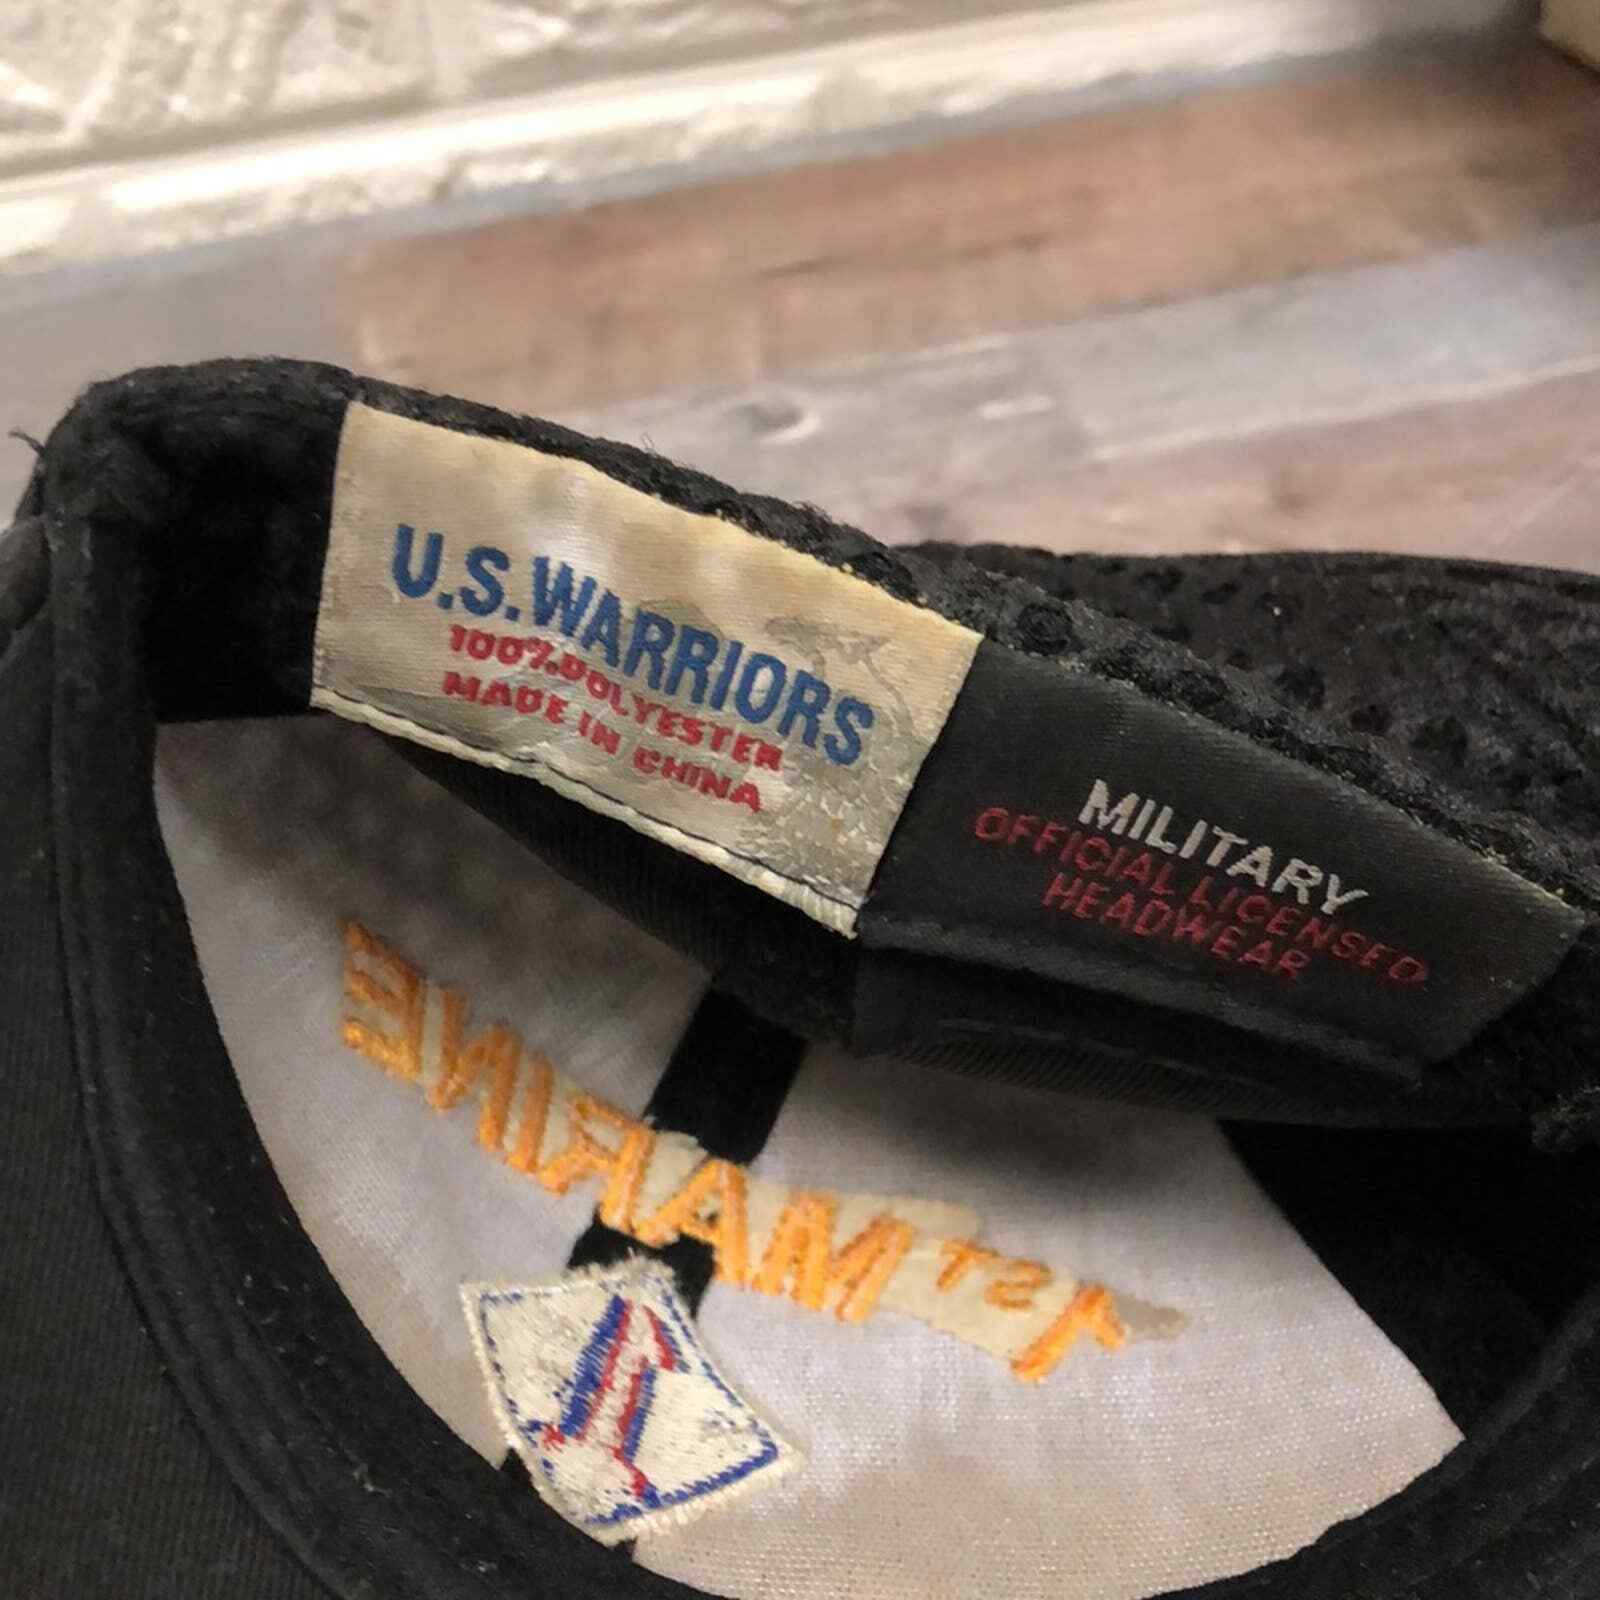 U.S.WARRIORS
100%POLYESTER
MADE IN CHINA
MILITARY
OFFICIAL LICENSED
HEADWEAR
1ST MARINE